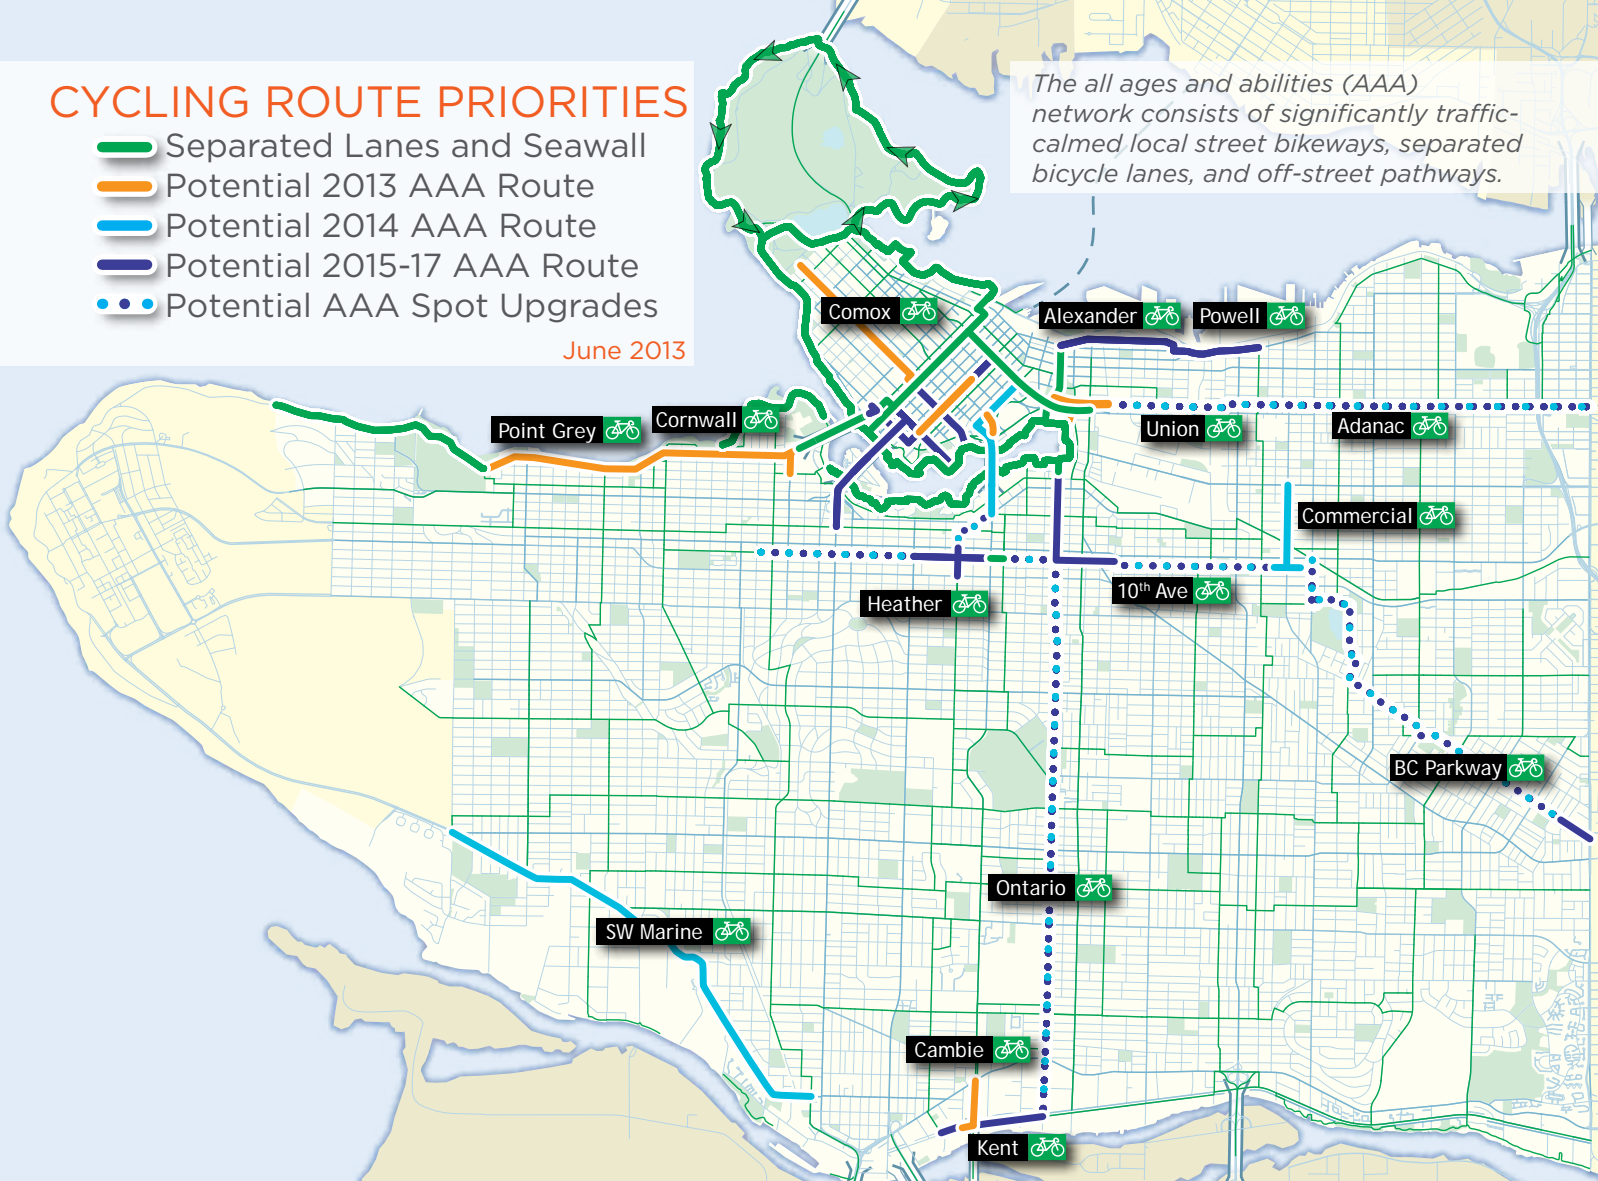 CYCLING ROUTE PRIORITIES
Separated Lanes and Seawall
Potential 2013 AAA Route
Potential 2014 AAA Route
Potential 2015-17 AAA Route
Potential AAA Spot Upgrades
June 2013
The all ages and abilities (AAA)
network consists of significantly traffic-
calmed local street bikeways, separated
bicycle lanes, and off-street pathways.
Comox
Alexander
Powell
Point Grey
Cornwall
Union
Adanac
Commercial
10th Ave
Heather
BC Parkway
Ontario
SW Marine
Cambie
Kent